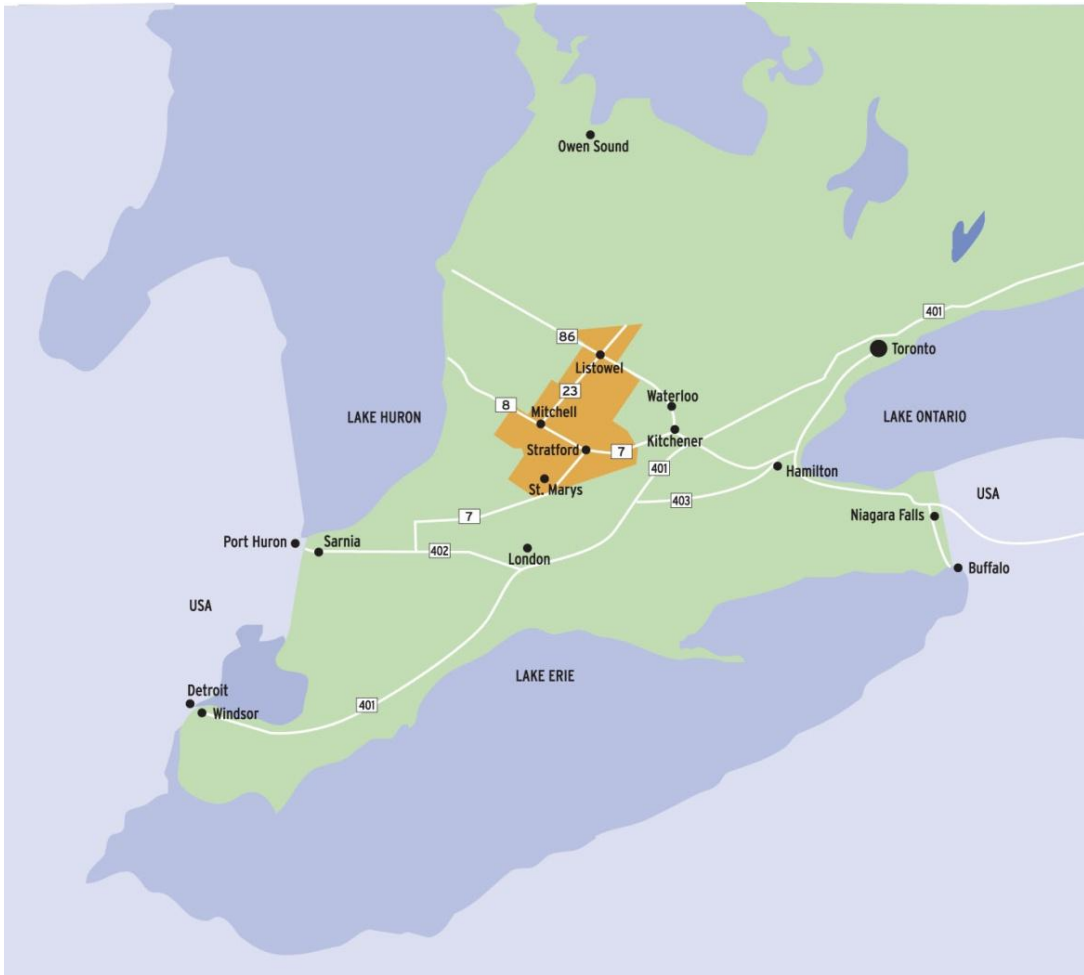 Owen Sound
401
86
Toronto
Listowel
23
Waterloo
8
Mitchell
LAKE HURON
LAKE ONTARIO
Kitchener
Stratford
7
401
Hamilton
St. Marys
403
USA
7
Niagara Falls
Port Huron
Sarnia
402
London
Buffalo
USA
LAKE ERIE
Detroit
Windsor
401